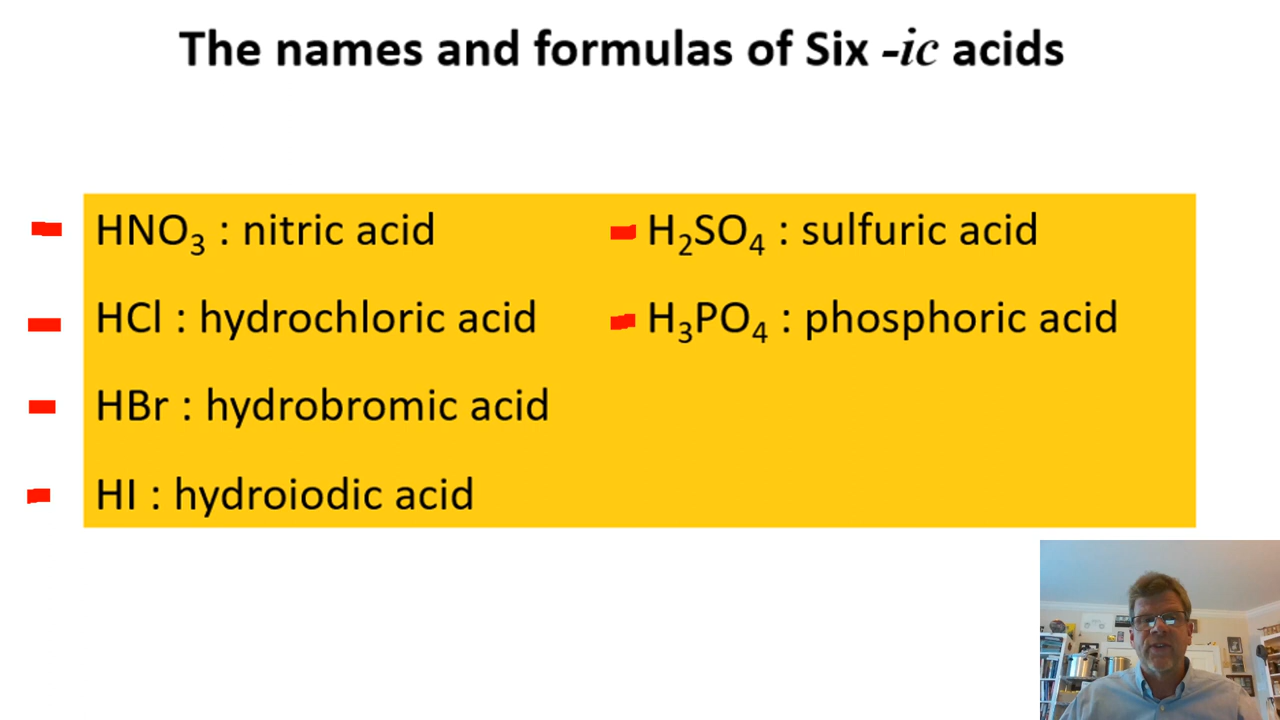 The names and formulas of Six -ic acids
HNO₃ : nitric acid
HCl : hydrochloric acid
HBr : hydrobromic acid
HI : hydroiodic acid
H₂SO₄ : sulfuric acid
H₃PO₄ : phosphoric acid